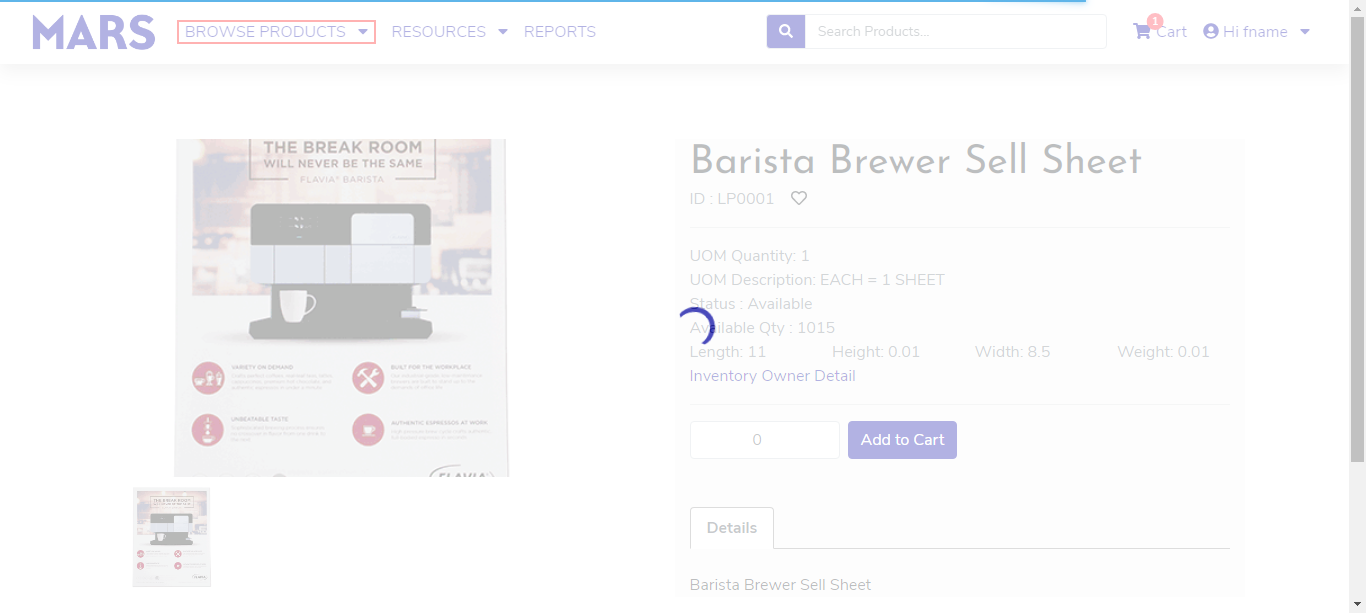 MARS
BROWSE PRODUCTS
RESOURCES
REPORTS
Search Products...
1
Cart
Hi fname
THE BREAK ROOM
WILL NEVER BE THE SAME
FLAVIA® BARISTA
VARIETY ON DEMAND
BUILT FOR THE WORKPLACE
UNBEATABLE TASTE
AUTHENTIC ESPRESSOS AT WORK
FLAVIA
Barista Brewer Sell Sheet
ID : LP0001
UOM Quantity: 1
UOM Description: EACH = 1 SHEET
Status : Available
Available Qty : 1015
Length: 11 Height: 0.01 Width: 8.5 Weight: 0.01
Inventory Owner Detail
0
Add to Cart
Details
Barista Brewer Sell Sheet